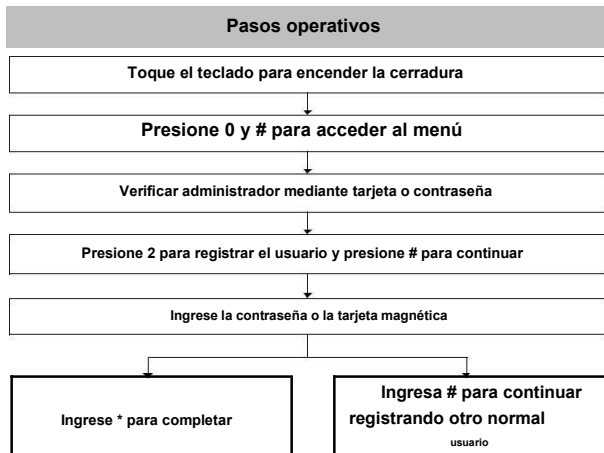 Pasos operativos
Toque el teclado para encender la cerradura
Presione 0 y # para acceder al menú
Verificar administrador mediante tarjeta o contraseña
Presione 2 para registrar el usuario y presione # para continuar
Ingrese la contraseña o la tarjeta magnética
Ingrese * para completar
Ingresa # para continuar
registrando otro normal
usuario